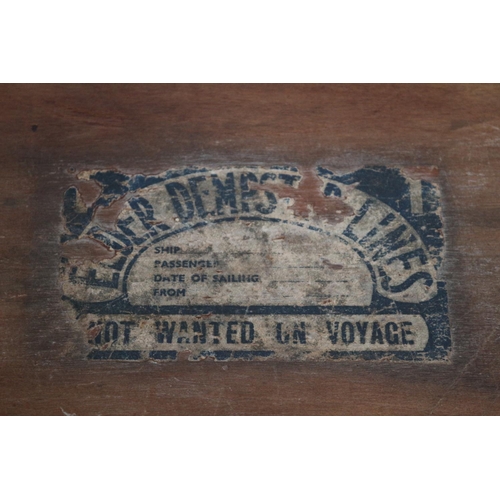 ELDER DEMPSTER LINES
SHIP
PASSENGER
DATE OF SAILING
FROM
NOT WANTED ON VOYAGE